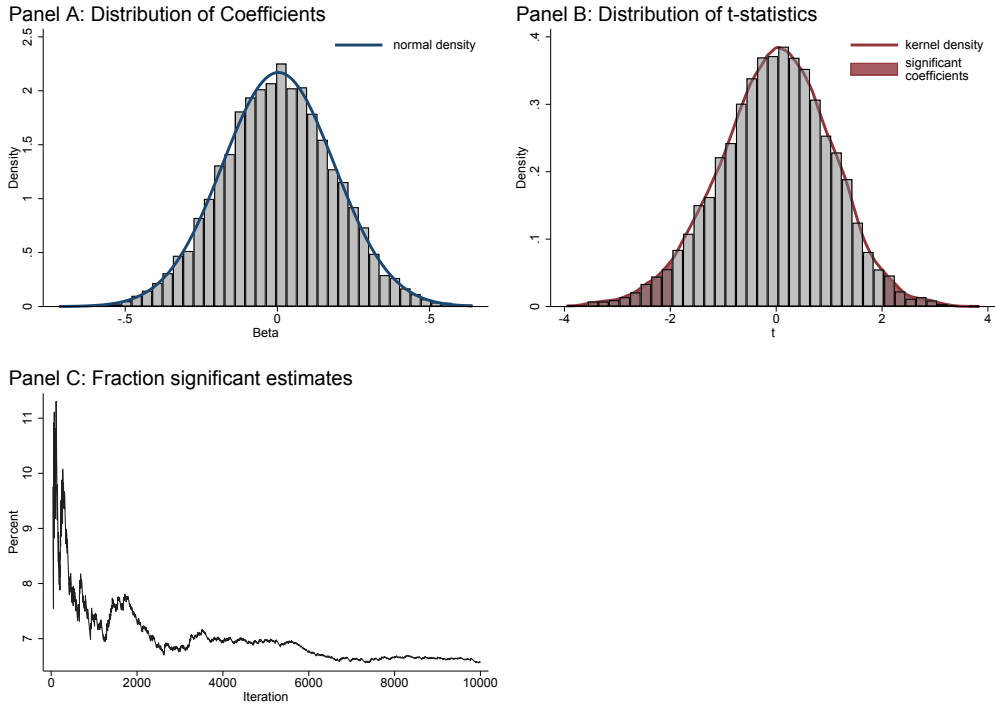 Panel A: Distribution of Coefficients
2.5
2
1.5
1
.5
0
Density
-.5
0
.5
Beta
normal density
Panel B: Distribution of t-statistics
.4
.3
.2
.1
0
Density
-4
-2
0
2
4
t
kernel density
significant
coefficients
Panel C: Fraction significant estimates
11
10
9
8
7
Percent
0
2000
4000
6000
8000
10000
Iteration